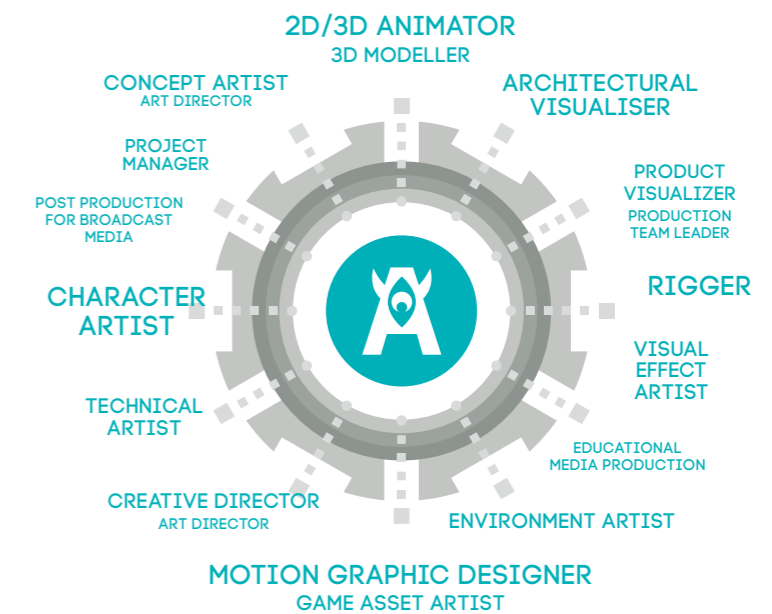 2D/3D ANIMATOR
3D MODELLER
CONCEPT ARTIST
ART DIRECTOR
ARCHITECTURAL
VISUALISER
PROJECT
MANAGER
PRODUCT
VISUALIZER
PRODUCTION
TEAM LEADER
POST PRODUCTION
FOR BROADCAST
MEDIA
RIGGER
CHARACTER
ARTIST
VISUAL
EFFECT
ARTIST
TECHNICAL
ARTIST
EDUCATIONAL
MEDIA PRODUCTION
CREATIVE DIRECTOR
ART DIRECTOR
ENVIRONMENT ARTIST
MOTION GRAPHIC DESIGNER
GAME ASSET ARTIST